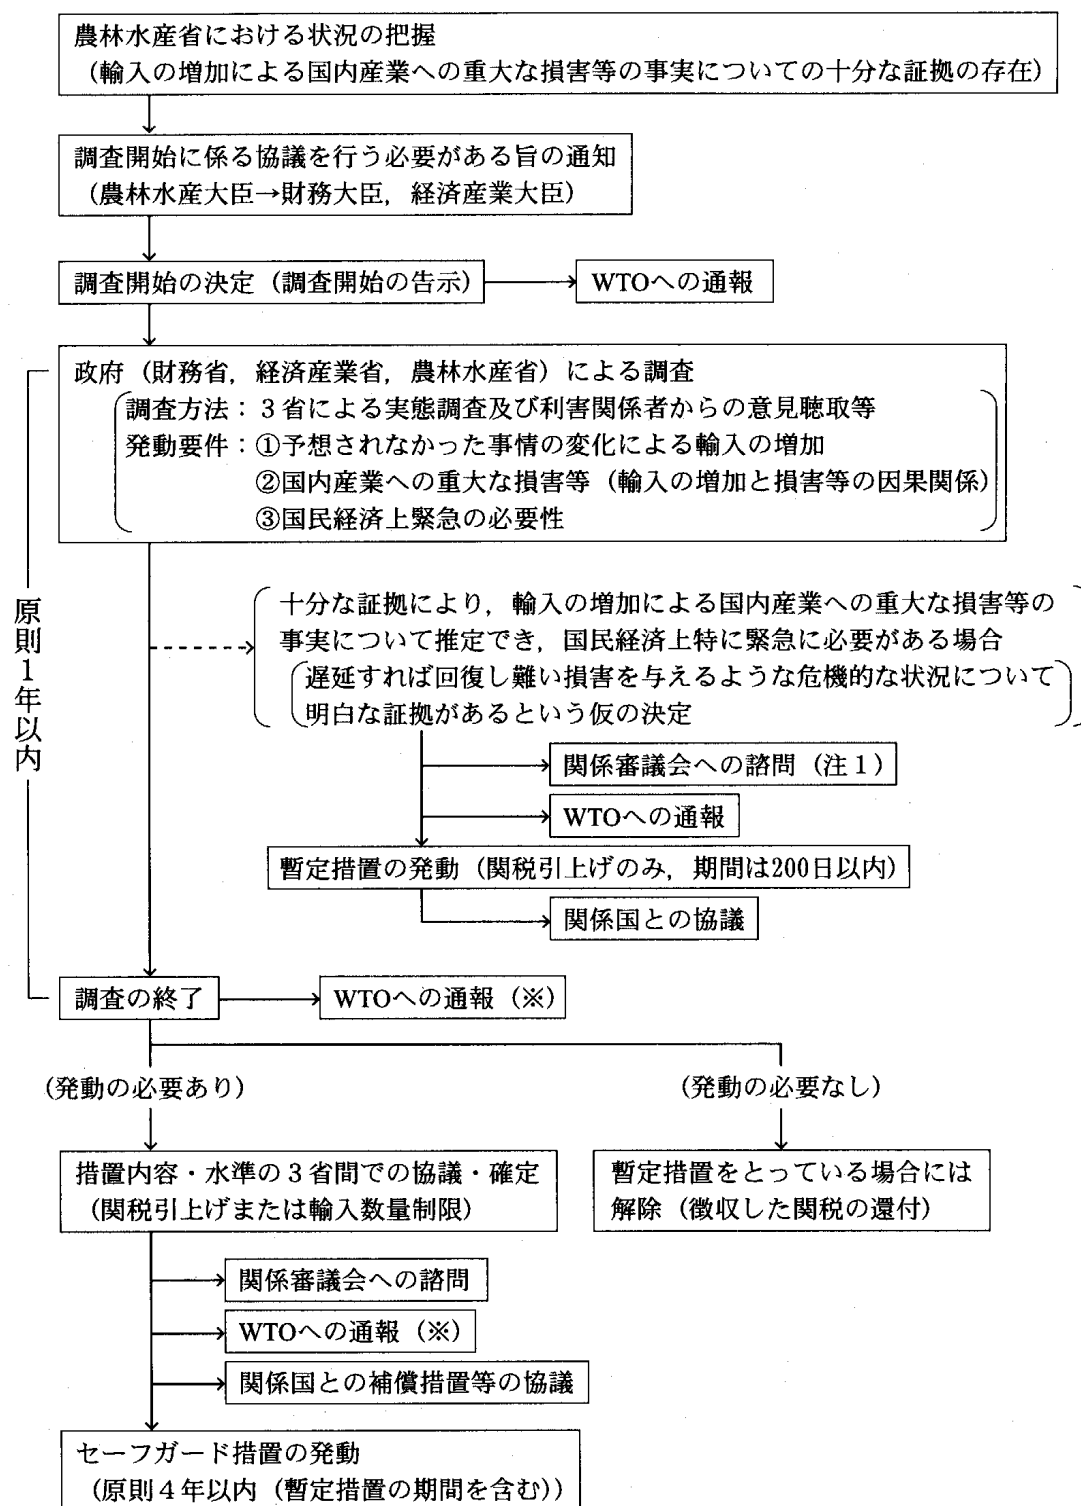 農林水産省における状況の把握
（輸入の増加による国内産業への重大な損害等の事実についての十分な証拠の存在）
調査開始に係る協議を行う必要がある旨の通知
（農林水産大臣→財務大臣，経済産業大臣）
調査開始の決定（調査開始の告示）
WTOへの通報
政府（財務省，経済産業省，農林水産省）による調査
調査方法：３省による実態調査及び利害関係者からの意見聴取等
発動要件：①予想されなかった事情の変化による輸入の増加
②国内産業への重大な損害等（輸入の増加と損害等の因果関係）
③国民経済上緊急の必要性
原則１年以内
十分な証拠により，輸入の増加による国内産業への重大な損害等の
事実について推定でき，国民経済上特に緊急に必要がある場合
遅延すれば回復し難い損害を与えるような危機的な状況について
明白な証拠があるという仮の決定
関係審議会への諮問（注１）
WTOへの通報
暫定措置の発動（関税引上げのみ，期間は200日以内）
関係国との協議
調査の終了
WTOへの通報（※）
（発動の必要あり）
（発動の必要なし）
措置内容・水準の３省間での協議・確定
（関税引上げまたは輸入数量制限）
暫定措置をとっている場合には
解除（徴収した関税の還付）
関係審議会への諮問
WTOへの通報（※）
関係国との補償措置等の協議
セーフガード措置の発動
（原則４年以内（暫定措置の期間を含む））